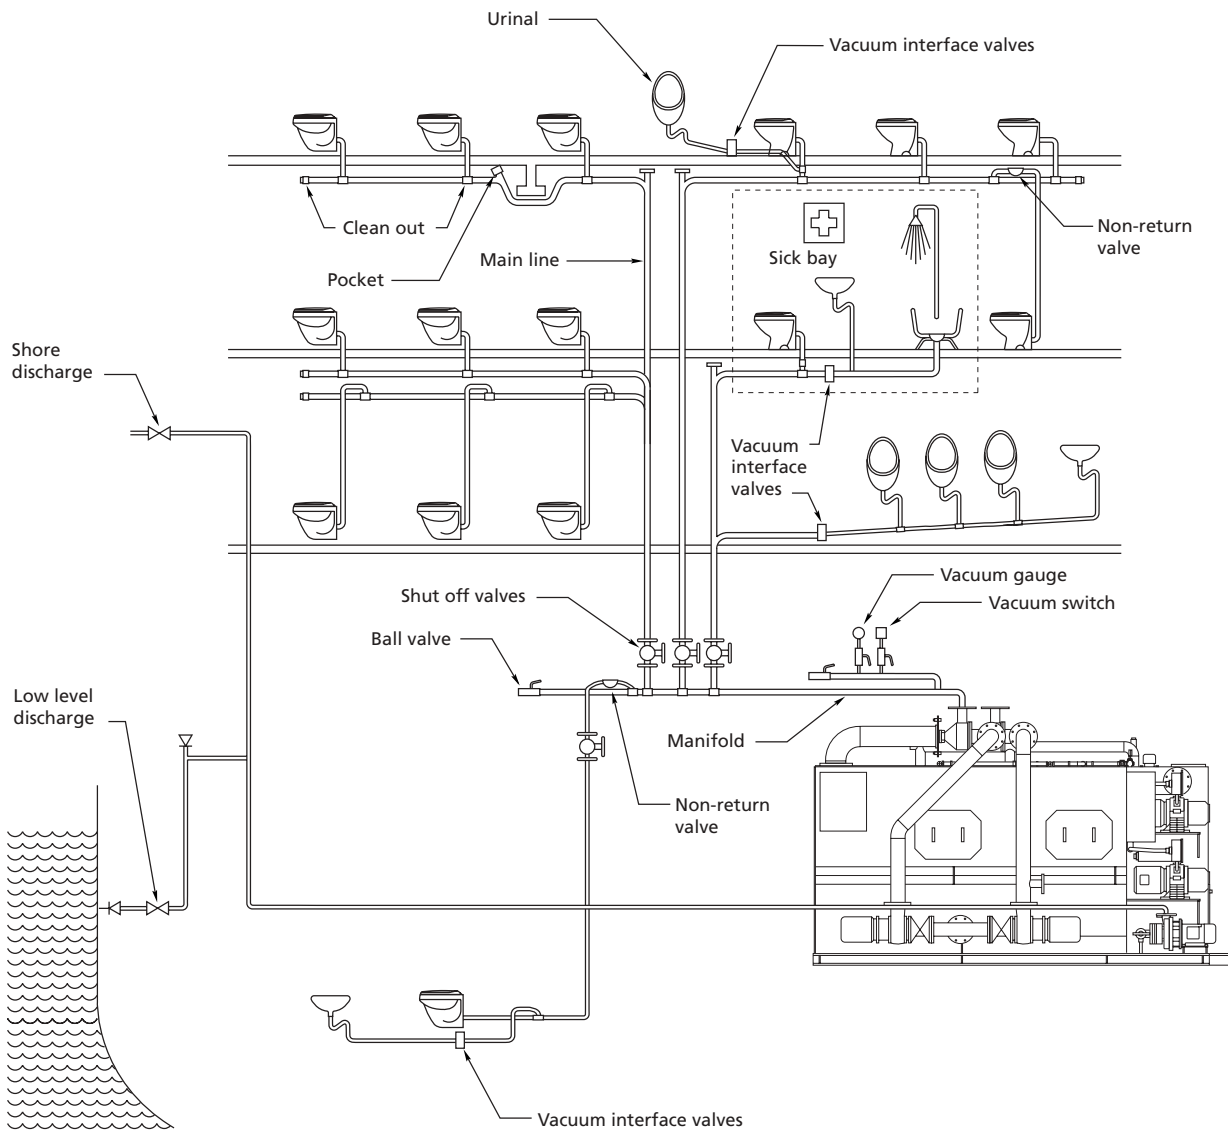 Urinal
Vacuum interface valves
Clean out
Pocket
Main line
Sick bay
Non-return
valve
Shore
discharge
Vacuum
interface
valves
Shut off valves
Ball valve
Vacuum gauge
Vacuum switch
Low level
discharge
Manifold
Non-return
valve
Vacuum interface valves